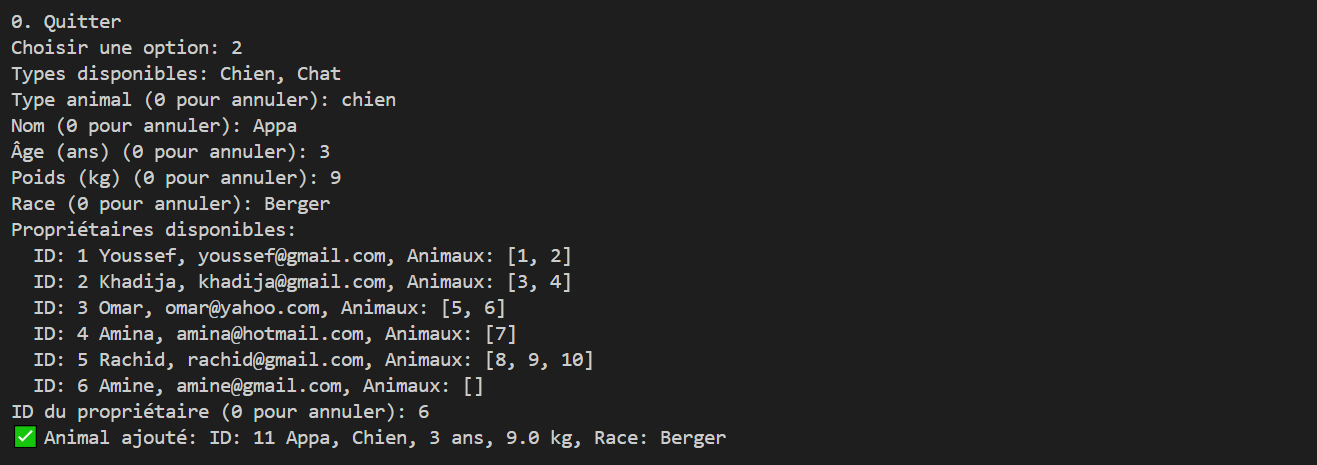 0. Quitter
Choisir une option: 2
Types disponibles: Chien, Chat
Type animal (0 pour annuler): chien
Nom (0 pour annuler): Appa
Âge (ans) (0 pour annuler): 3
Poids (kg) (0 pour annuler): 9
Race (0 pour annuler): Berger
Propriétaires disponibles:
  ID: 1 Youssef, youssef@gmail.com, Animaux: [1, 2]
  ID: 2 Khadija, khadija@gmail.com, Animaux: [3, 4]
  ID: 3 Omar, omar@yahoo.com, Animaux: [5, 6]
  ID: 4 Amina, amina@hotmail.com, Animaux: [7]
  ID: 5 Rachid, rachid@gmail.com, Animaux: [8, 9, 10]
  ID: 6 Amine, amine@gmail.com, Animaux: []
ID du propriétaire (0 pour annuler): 6
✅ Animal ajouté: ID: 11 Appa, Chien, 3 ans, 9.0 kg, Race: Berger